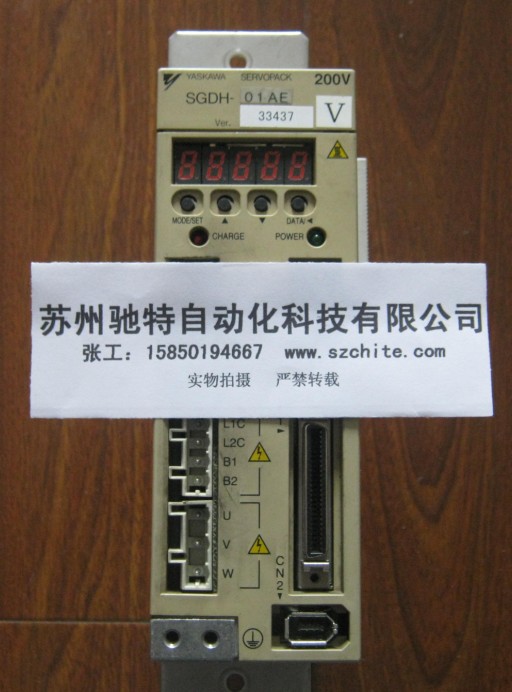 YASKAWA SERVOPACK 200V
SGDH- 01AE
Ver. 33437 V
88888
MODE/SET ▲ ▼ DATA/◀
CHARGE POWER
苏州驰特自动化科技有限公司
张工：15850194667 www.szchite.com
实物拍摄 严禁转载
L1C
L2C
B1
B2
U
V
W
CN2